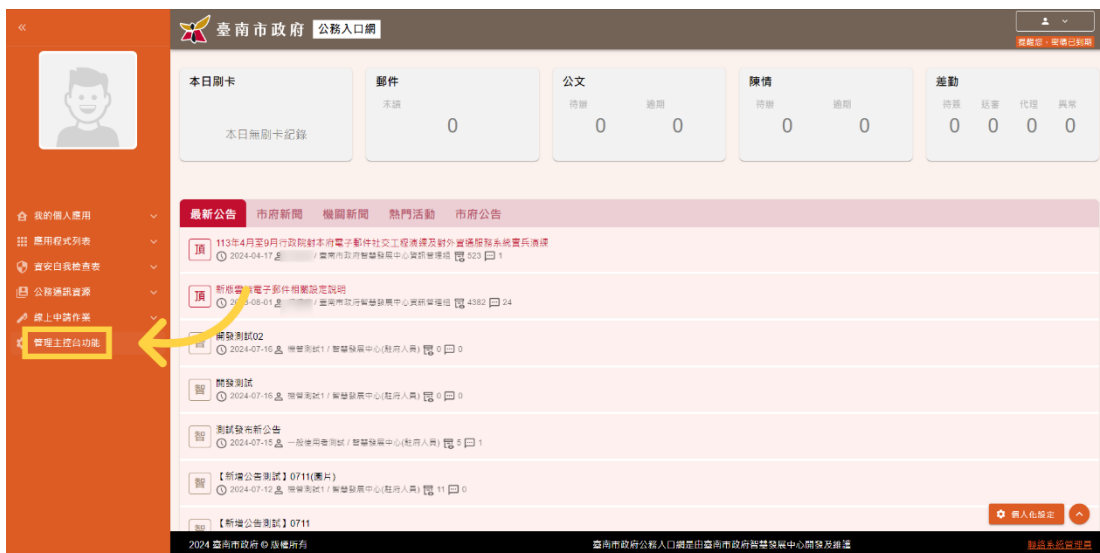 «
臺南市政府 公務入口網
提醒您，密碼已到期
本日刷卡
本日無刷卡紀錄
郵件
未讀
0
公文
待辦 逾期
0 0
陳情
待辦 逾期
0 0
差勤
待簽 送審 代理 異常
0 0 0 0
我的個人應用
應用程式列表
資安自我檢查表
公務通訊資源
線上申請作業
管理主控台功能
最新公告 市府新聞 機關新聞 熱門活動 市府公告
頂 113年4月至9月行政院對本府電子郵件社交工程演練及對外資通服務系統實兵演練
2024-04-17 / 臺南市政府智慧發展中心資訊管理組 523 1
頂 新版雲端電子郵件相關設定說明
2023-08-01 / 臺南市政府智慧發展中心資訊管理組 4382 24
智 開發測試02
2024-07-16 機管測試1 / 智慧發展中心(駐府人員) 0 0
智 開發測試
2024-07-16 機管測試1 / 智慧發展中心(駐府人員) 0 0
智 測試發布新公告
2024-07-15 一般使用者測試 / 智慧發展中心(駐府人員) 5 1
智 【新增公告測試】0711(圖片)
2024-07-12 機管測試1 / 智慧發展中心(駐府人員) 11 0
智 【新增公告測試】0711
個人化設定
2024 臺南市政府 © 版權所有
臺南市政府公務入口網是由臺南市政府智慧發展中心開發及維護
聯絡系統管理員